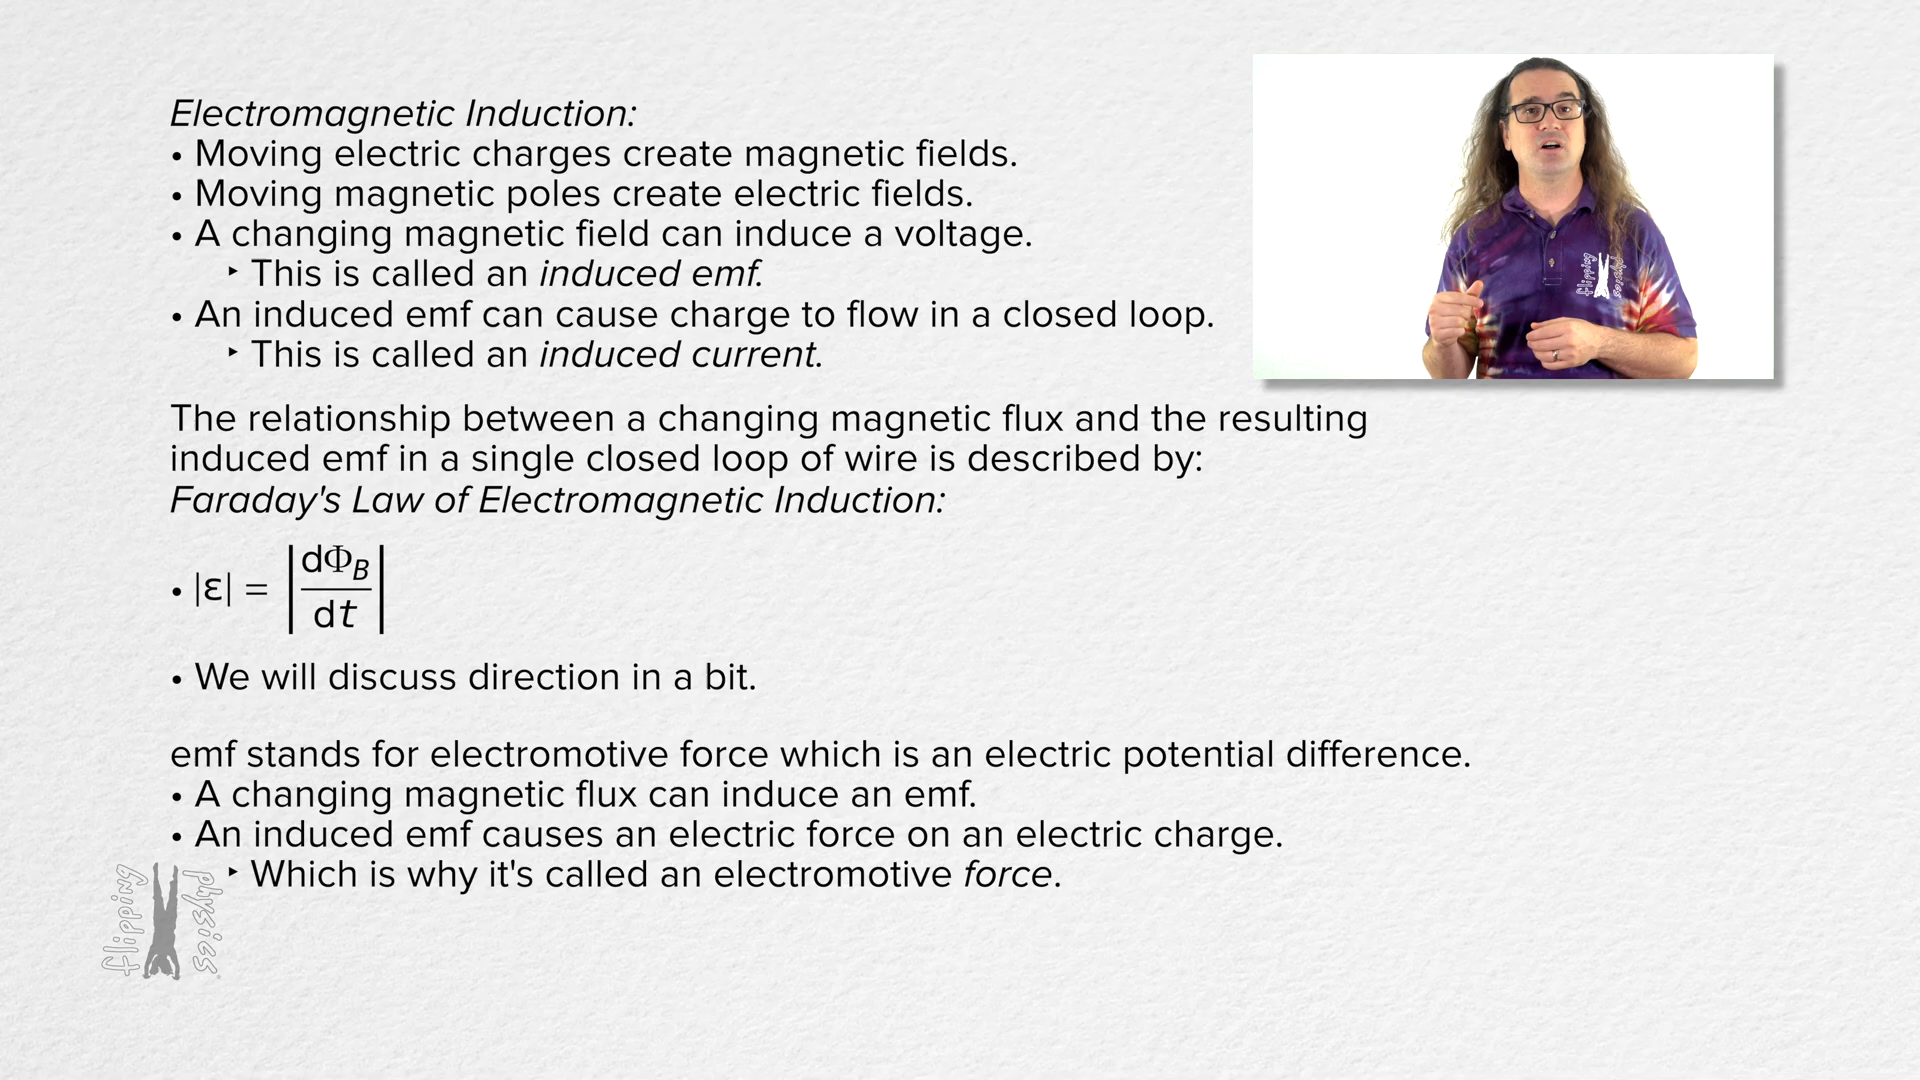 Electromagnetic Induction:
• Moving electric charges create magnetic fields.
• Moving magnetic poles create electric fields.
• A changing magnetic field can induce a voltage.
‣ This is called an induced emf.
• An induced emf can cause charge to flow in a closed loop.
‣ This is called an induced current.
The relationship between a changing magnetic flux and the resulting
induced emf in a single closed loop of wire is described by:
Faraday's Law of Electromagnetic Induction:
• |ε| = |dΦB/dt|
• We will discuss direction in a bit.
emf stands for electromotive force which is an electric potential difference.
• A changing magnetic flux can induce an emf.
• An induced emf causes an electric force on an electric charge.
‣ Which is why it's called an electromotive force.
flipping physics
flipping physics